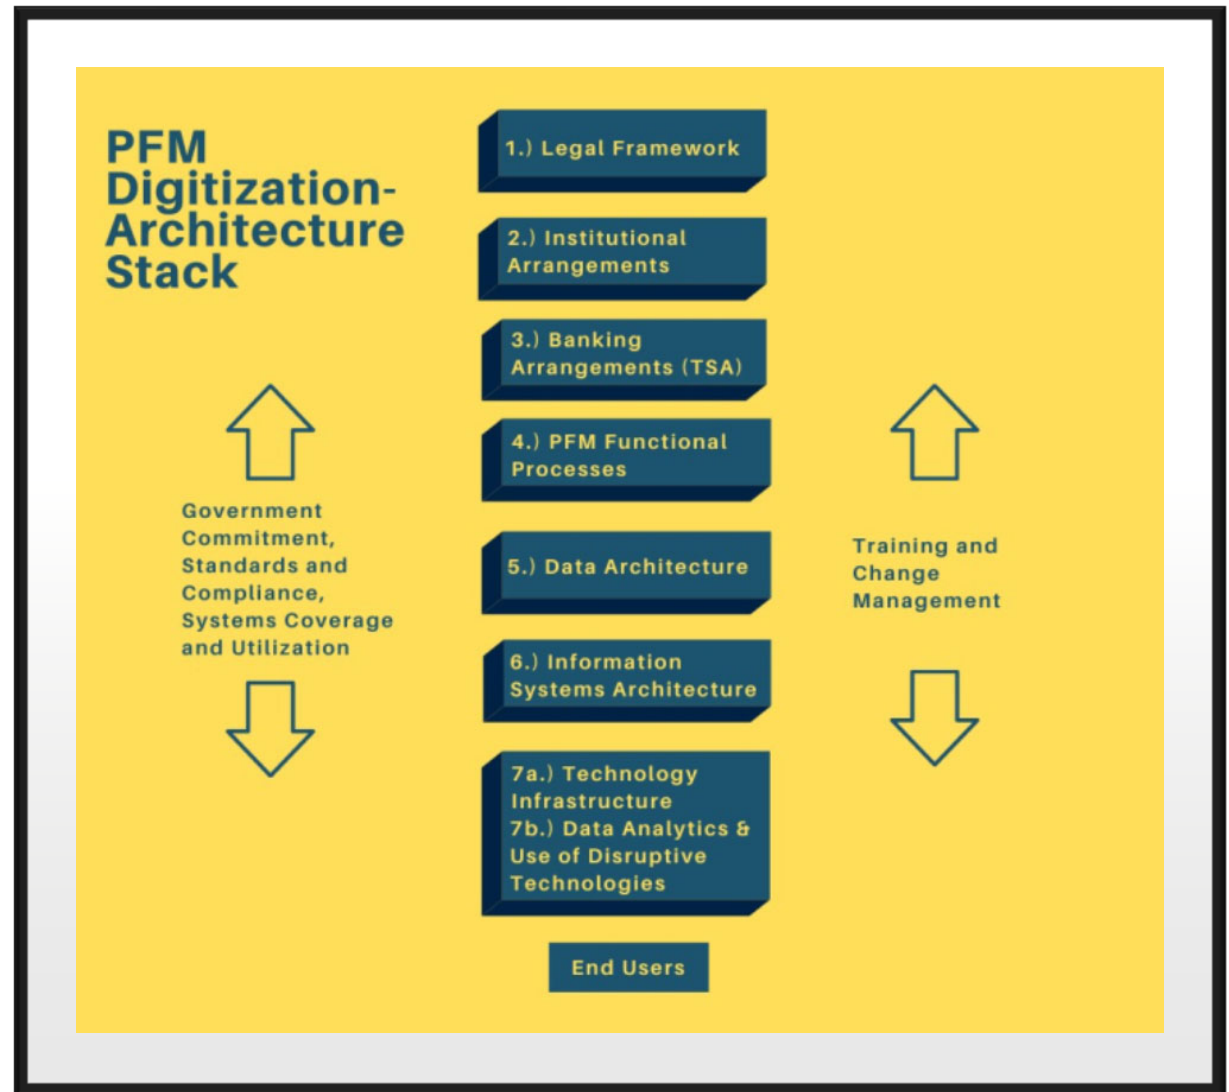 PFM
Digitization-
Architecture
Stack
1.) Legal Framework
2.) Institutional
Arrangements
3.) Banking
Arrangements (TSA)
4.) PFM Functional
Processes
5.) Data Architecture
6.) Information
Systems Architecture
7a.) Technology
Infrastructure
7b.) Data Analytics &
Use of Disruptive
Technologies
End Users
Government
Commitment,
Standards and
Compliance,
Systems Coverage
and Utilization
Training and
Change
Management